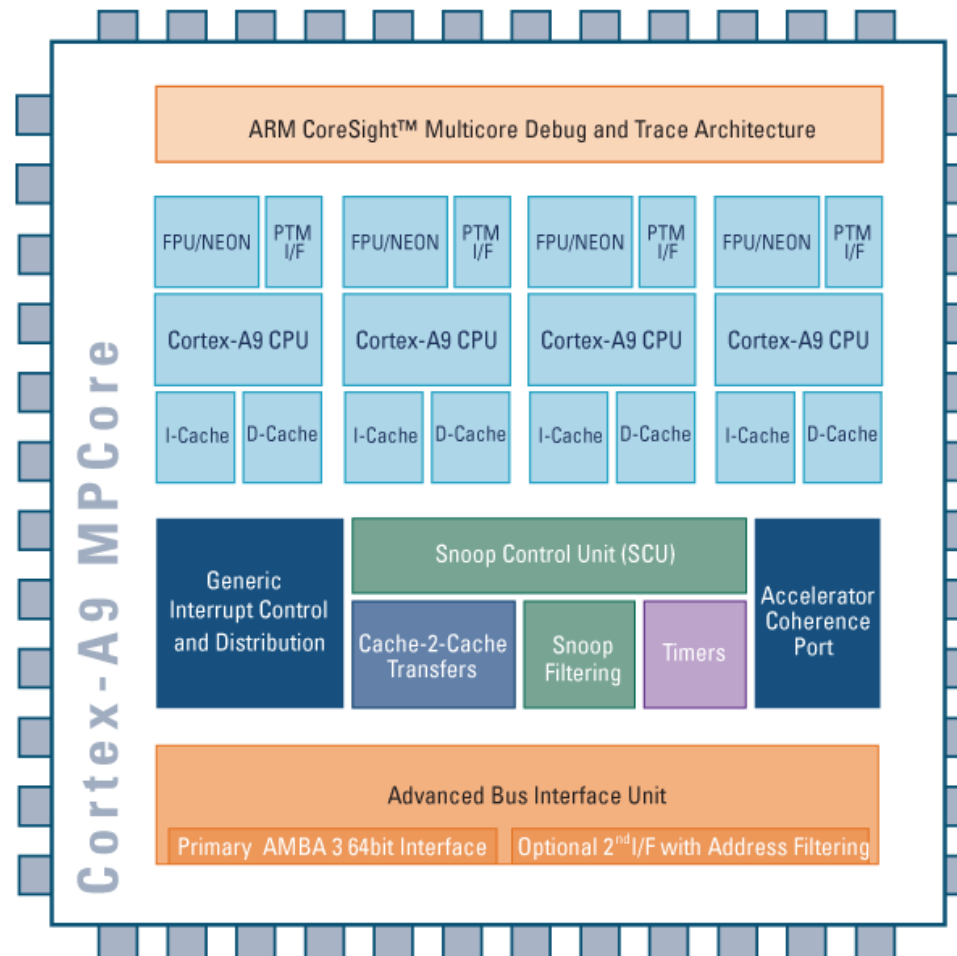 Cortex-A9 MPCore
ARM CoreSight™ Multicore Debug and Trace Architecture
FPU/NEON
PTM
I/F
FPU/NEON
PTM
I/F
FPU/NEON
PTM
I/F
FPU/NEON
PTM
I/F
Cortex-A9 CPU
Cortex-A9 CPU
Cortex-A9 CPU
Cortex-A9 CPU
I-Cache
D-Cache
I-Cache
D-Cache
I-Cache
D-Cache
I-Cache
D-Cache
Generic
Interrupt Control
and Distribution
Snoop Control Unit (SCU)
Cache-2-Cache
Transfers
Snoop
Filtering
Timers
Accelerator
Coherence
Port
Advanced Bus Interface Unit
Primary AMBA 3 64bit Interface
Optional 2nd I/F with Address Filtering